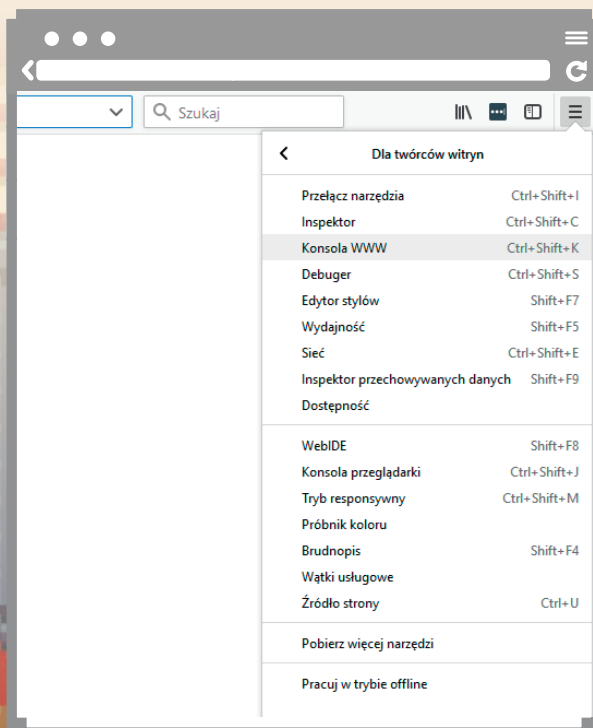 Szukaj
Dla twórców witryn
Przełącz narzędzia Ctrl+Shift+I
Inspektor Ctrl+Shift+C
Konsola WWW Ctrl+Shift+K
Debuger Ctrl+Shift+S
Edytor stylów Shift+F7
Wydajność Shift+F5
Sieć Ctrl+Shift+E
Inspektor przechowywanych danych Shift+F9
Dostępność
WebIDE Shift+F8
Konsola przeglądarki Ctrl+Shift+J
Tryb responsywny Ctrl+Shift+M
Próbnik koloru
Brudnopis Shift+F4
Wątki usługowe
Źródło strony Ctrl+U
Pobierz więcej narzędzi
Pracuj w trybie offline